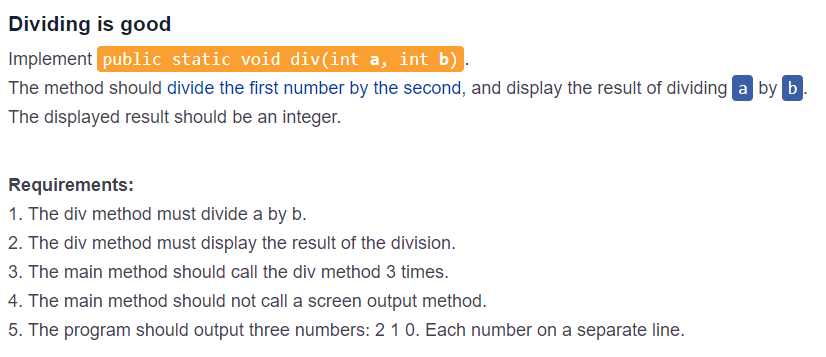 Dividing is good
Implement public static void div(int a, int b).
The method should divide the first number by the second, and display the result of dividing a by b.
The displayed result should be an integer.
Requirements:
1. The div method must divide a by b.
2. The div method must display the result of the division.
3. The main method should call the div method 3 times.
4. The main method should not call a screen output method.
5. The program should output three numbers: 2 1 0. Each number on a separate line.